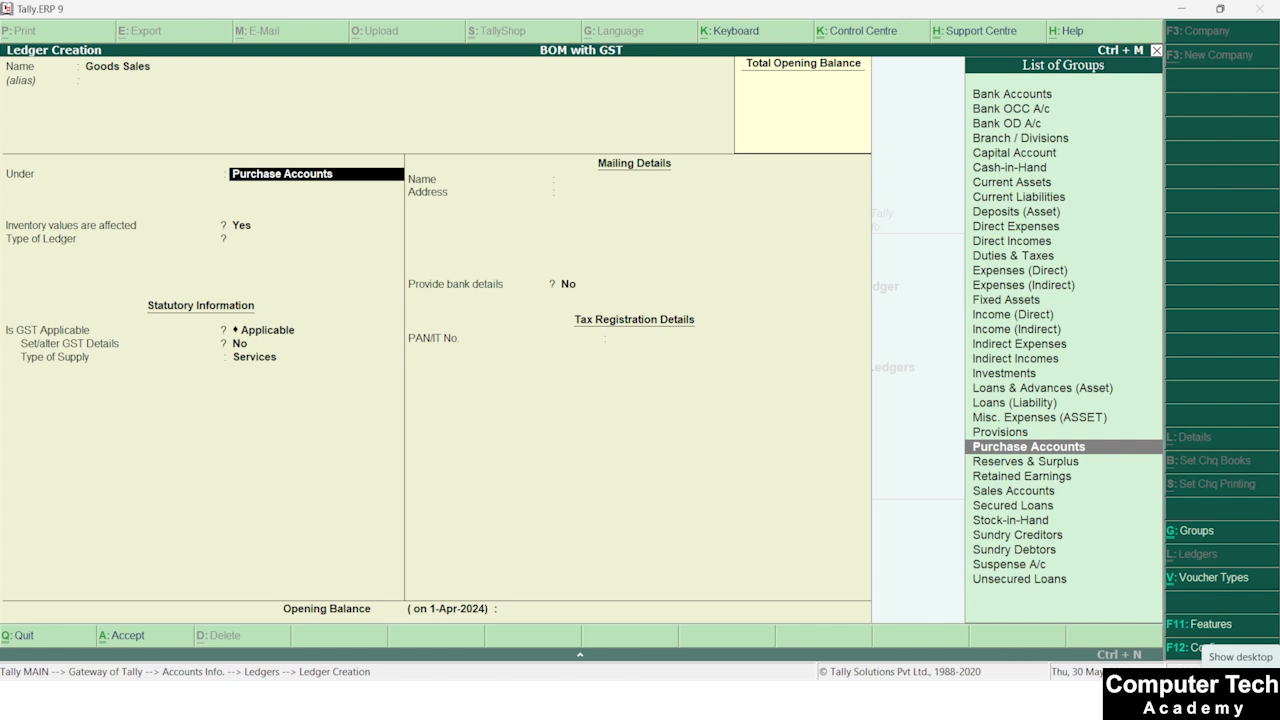 Tally.ERP 9
P: Print
E: Export
M: E-Mail
O: Upload
S: TallyShop
G: Language
K: Keyboard
K: Control Centre
H: Support Centre
H: Help
Ledger Creation
BOM with GST
Ctrl + M
Name : Goods Sales
(alias) :
Total Opening Balance
Under : Purchase Accounts
Inventory values are affected ? Yes
Type of Ledger ?
Statutory Information
Is GST Applicable ? ♦ Applicable
Set/alter GST Details ? No
Type of Supply : Services
Mailing Details
Name :
Address :
Provide bank details ? No
Tax Registration Details
PAN/IT No. :
Opening Balance ( on 1-Apr-2024) :
List of Groups
Bank Accounts
Bank OCC A/c
Bank OD A/c
Branch / Divisions
Capital Account
Cash-in-Hand
Current Assets
Current Liabilities
Deposits (Asset)
Direct Expenses
Direct Incomes
Duties & Taxes
Expenses (Direct)
Expenses (Indirect)
Fixed Assets
Income (Direct)
Income (Indirect)
Indirect Expenses
Indirect Incomes
Investments
Loans & Advances (Asset)
Loans (Liability)
Misc. Expenses (ASSET)
Provisions
Purchase Accounts
Reserves & Surplus
Retained Earnings
Sales Accounts
Secured Loans
Stock-in-Hand
Sundry Creditors
Sundry Debtors
Suspense A/c
Unsecured Loans
F3: Company
F3: New Company
L: Details
B: Set Chq Books
S: Set Chq Printing
G: Groups
L: Ledgers
V: Voucher Types
F11: Features
F12:
Show desktop
Q: Quit
A: Accept
D: Delete
Ctrl + N
Tally MAIN --> Gateway of Tally --> Accounts Info. --> Ledgers --> Ledger Creation
© Tally Solutions Pvt Ltd., 1988-2020
Thu, 30 May
Computer Tech
Academy